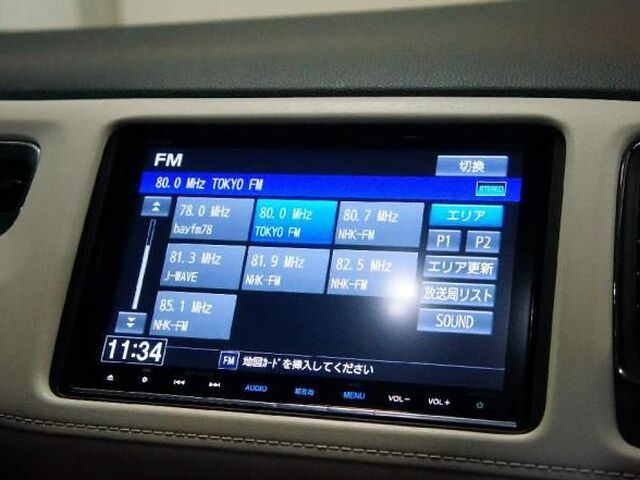 FM
切換
80.0 MHz TOKYO FM
STEREO
78.0 MHz
bayfm78
80.0 MHz
TOKYO FM
80.7 MHz
NHK-FM
エリア
P1
P2
81.3 MHz
J-WAVE
81.9 MHz
NHK-FM
82.5 MHz
NHK-FM
エリア更新
放送局リスト
85.1 MHz
NHK-FM
SOUND
11:34
FM 地図ｶｰﾄﾞを挿入してください
AUDIO
現在地
MENU
VOL−
VOL+